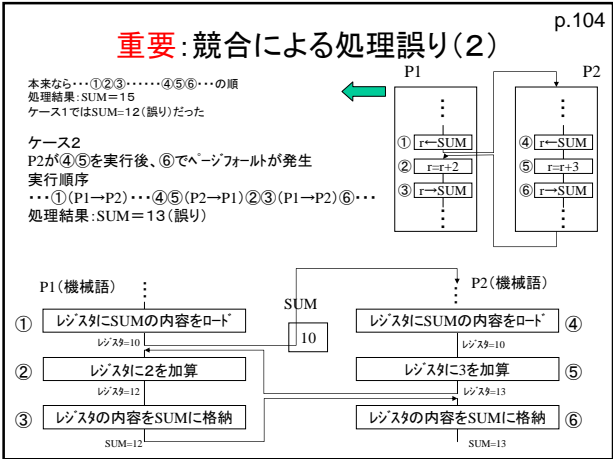 p.104
重要:競合による処理誤り(2)
本来なら・・・①②③・・・・・・④⑤⑥・・・の順
処理結果:SUM=15
ケース1ではSUM=12(誤り)だった
ケース2
P2が④⑤を実行後、⑥でページフォールトが発生
実行順序
・・・①(P1→P2)・・・④⑤(P2→P1)②③(P1→P2)⑥・・・
処理結果:SUM=13(誤り)
P1
① r←SUM
② r=r+2
③ r→SUM
P2
④ r←SUM
⑤ r=r+3
⑥ r→SUM
P1(機械語)
① レジスタにSUMの内容をロード
レジスタ=10
② レジスタに2を加算
レジスタ=12
③ レジスタの内容をSUMに格納
SUM=12
SUM
10
P2(機械語)
レジスタにSUMの内容をロード ④
レジスタ=10
レジスタに3を加算 ⑤
レジスタ=13
レジスタの内容をSUMに格納 ⑥
SUM=13